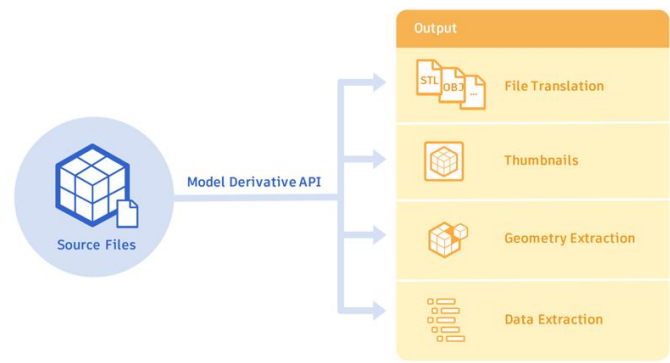 Output
STL
OBJ
...
File Translation
Thumbnails
Model Derivative API
Source Files
Geometry Extraction
Data Extraction